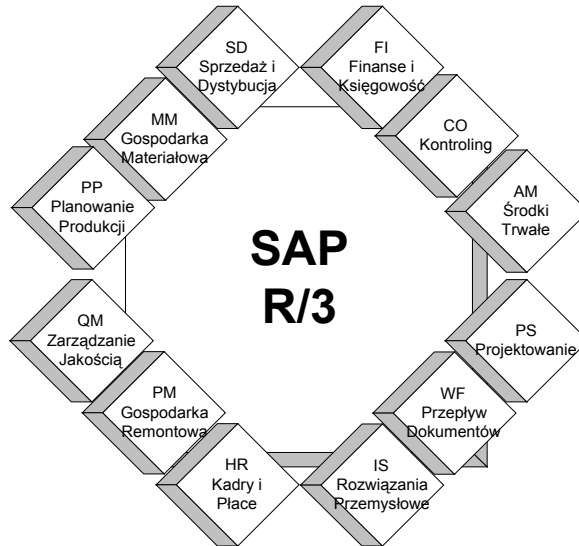 SD
Sprzedaż i
Dystybucja
FI
Finanse i
Księgowość
MM
Gospodarka
Materiałowa
CO
Kontroling
PP
Planowanie
Produkcji
AM
Środki
Trwałe
SAP
R/3
QM
Zarządzanie
Jakością
PS
Projektowanie
PM
Gospodarka
Remontowa
WF
Przepływ
Dokumentów
HR
Kadry i
Płace
IS
Rozwiązania
Przemysłowe